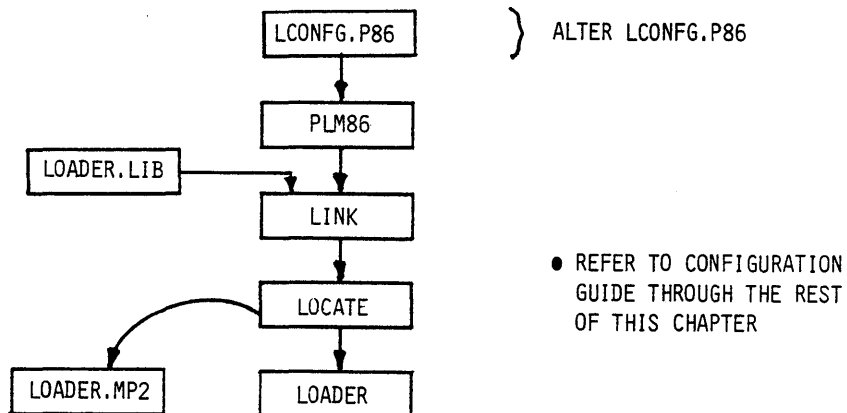 LCONFG.P86
ALTER LCONFG.P86
PLM86
LOADER.LIB
LINK
● REFER TO CONFIGURATION
GUIDE THROUGH THE REST
OF THIS CHAPTER
LOCATE
LOADER.MP2
LOADER